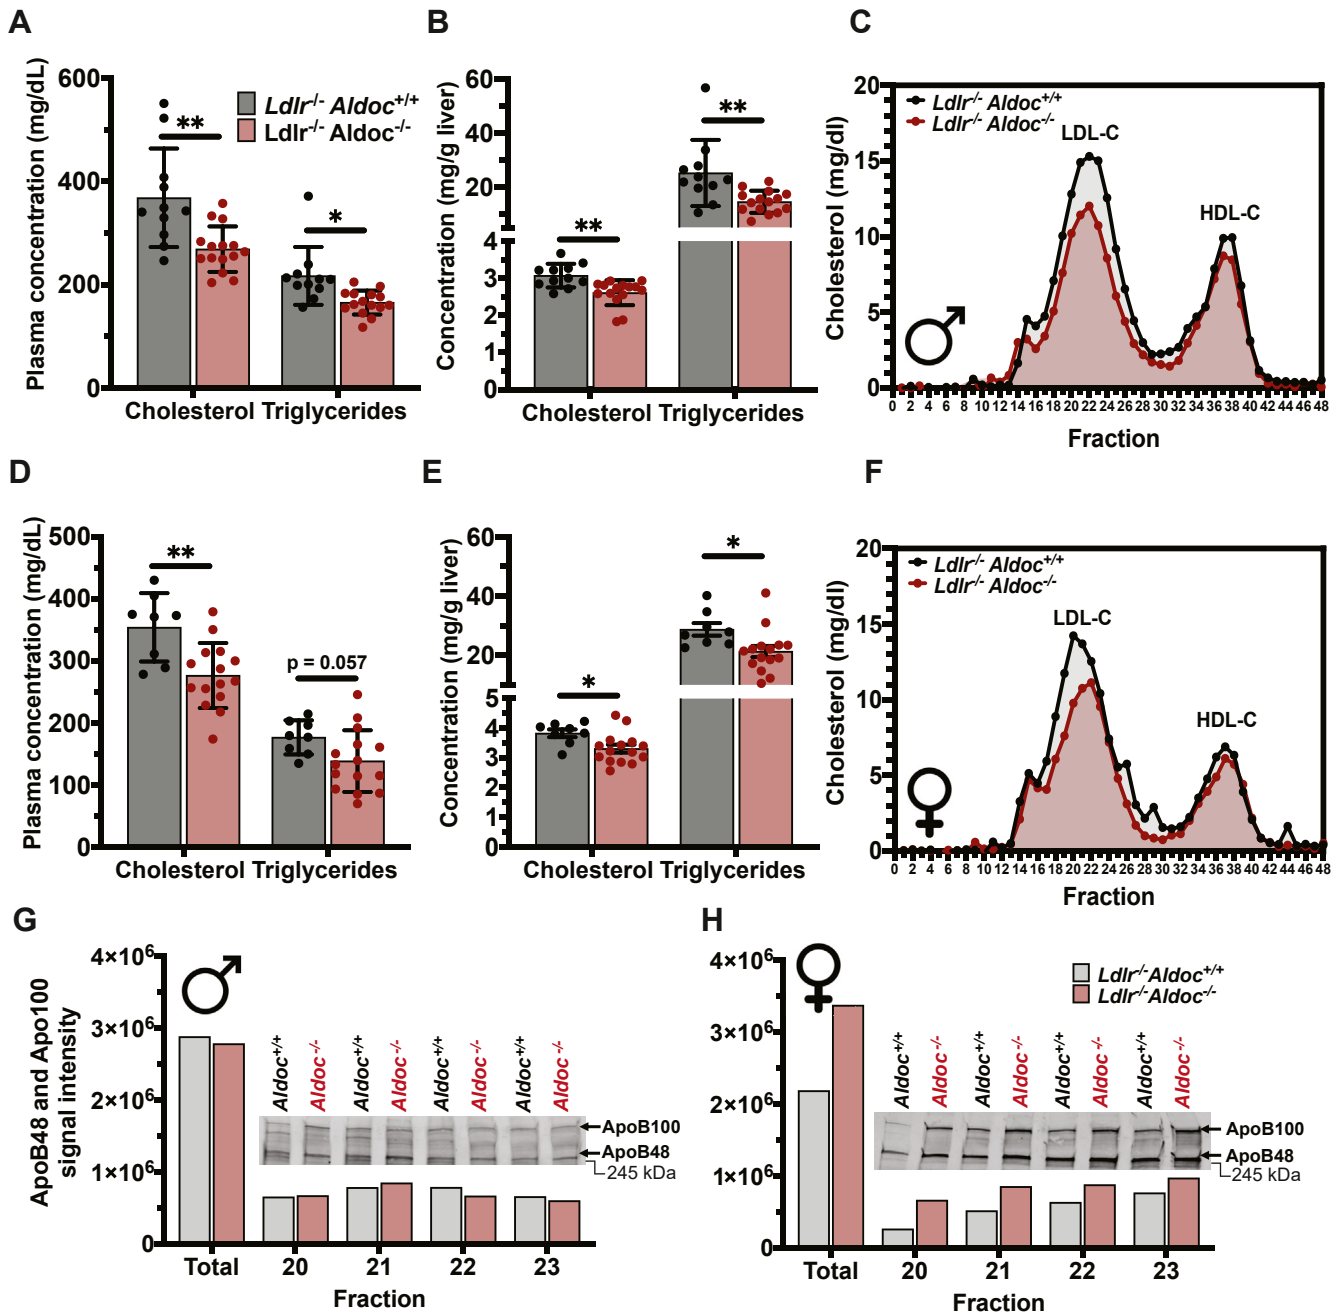 A
Plasma concentration (mg/dL)
600
400
200
0
Ldlr-/- Aldoc+/+
Ldlr-/- Aldoc-/-
**
*
Cholesterol Triglycerides
B
Concentration (mg/g liver)
60
40
20
4
3
2
1
0
**
**
Cholesterol Triglycerides
C
Cholesterol (mg/dl)
20
15
10
5
0
Ldlr-/- Aldoc+/+
Ldlr-/- Aldoc-/-
LDL-C
HDL-C
0 2 4 6 8 10 12 14 16 18 20 22 24 26 28 30 32 34 36 38 40 42 44 46 48
Fraction
D
Plasma concentration (mg/dL)
500
400
300
200
100
0
**
p = 0.057
Cholesterol Triglycerides
E
Concentration (mg/g liver)
60
40
20
5
4
3
2
1
0
*
*
Cholesterol Triglycerides
F
Cholesterol (mg/dl)
20
15
10
5
0
Ldlr-/- Aldoc+/+
Ldlr-/- Aldoc-/-
LDL-C
HDL-C
0 2 4 6 8 10 12 14 16 18 20 22 24 26 28 30 32 34 36 38 40 42 44 46 48
Fraction
G
ApoB48 and Apo100
signal intensity
4×10⁶
3×10⁶
2×10⁶
1×10⁶
0
Aldoc+/+ Aldoc-/- Aldoc+/+ Aldoc-/- Aldoc+/+ Aldoc-/- Aldoc+/+ Aldoc-/-
ApoB100
ApoB48
245 kDa
Total 20 21 22 23
Fraction
H
4×10⁶
3×10⁶
2×10⁶
1×10⁶
0
Ldlr-/-Aldoc+/+
Ldlr-/-Aldoc-/-
Aldoc+/+ Aldoc-/- Aldoc+/+ Aldoc-/- Aldoc+/+ Aldoc-/- Aldoc+/+ Aldoc-/-
ApoB100
ApoB48
245 kDa
Total 20 21 22 23
Fraction